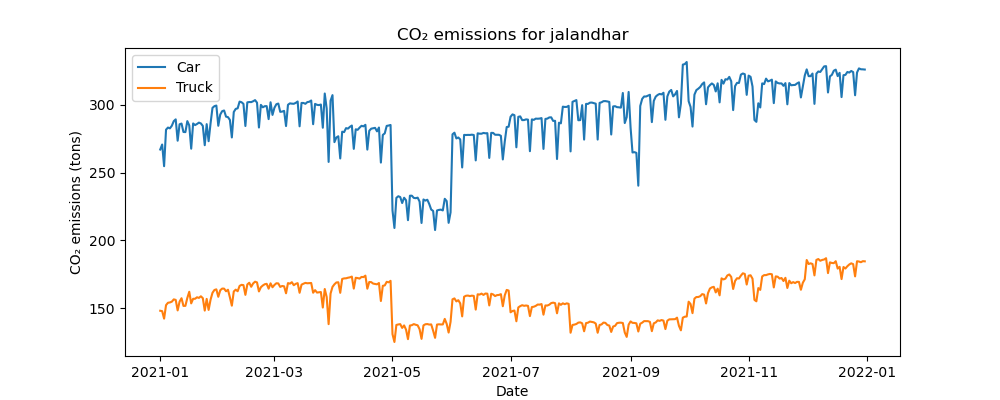 CO₂ emissions for jalandhar
Car
Truck
CO₂ emissions (tons)
300
250
200
150
2021-01
2021-03
2021-05
2021-07
2021-09
2021-11
2022-01
Date